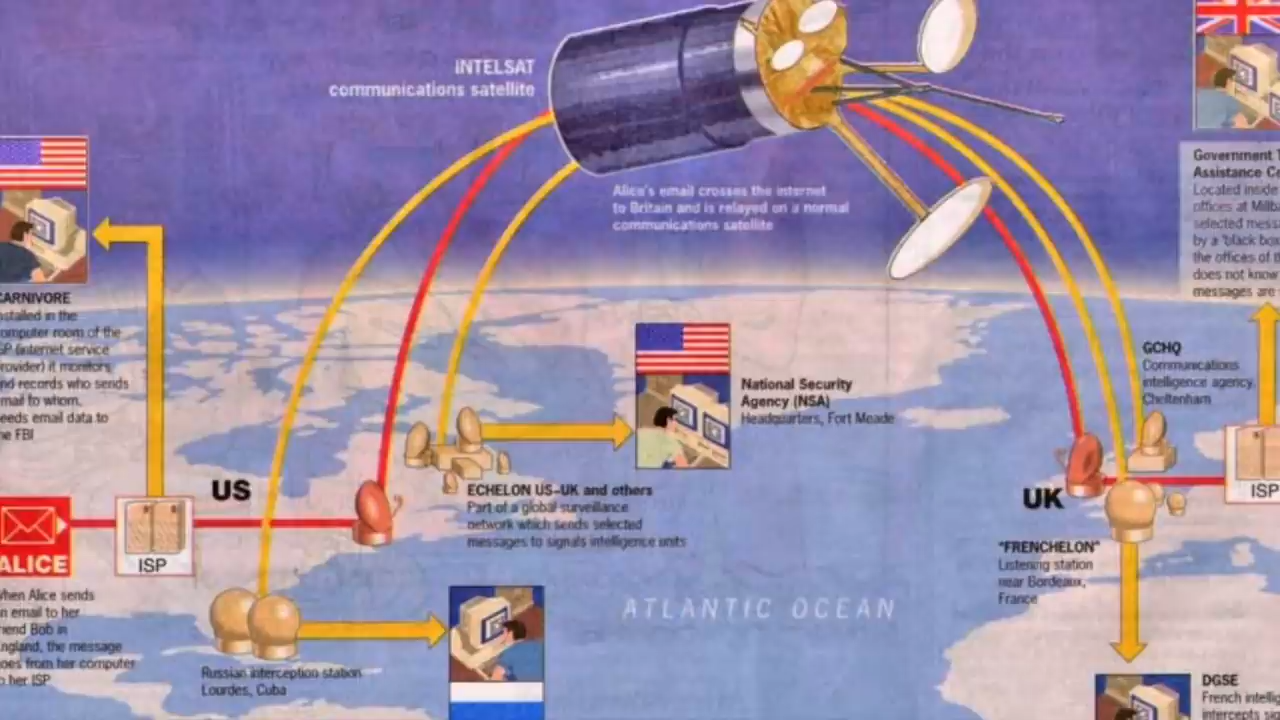 INTELSAT
communications satellite
Alice's email crosses the internet
to Britain and is relayed on a normal
communications satellite
Government
Assistance
Located inside
offices at
selected
by a 'black
the offices of
does not know
messages are
CARNIVORE
installed in the
computer room of the
ISP (internet service
provider) it monitors
and records who sends
email to whom.
Feeds email data to
the FBI
GCHQ
Communications
intelligence agency,
Cheltenham
National Security
Agency (NSA)
Headquarters, Fort Meade
US
ECHELON US-UK and others
Part of a global surveillance
network which sends selected
messages to signals intelligence units
UK
ISP
ALICE
ISP
"FRENCHELON"
Listening station
near Bordeaux,
France
When Alice sends
an email to her
friend Bob in
England, the message
goes from her computer
to her ISP
ATLANTIC OCEAN
Russian interception station
Lourdes, Cuba
DGSE
French
intercepts